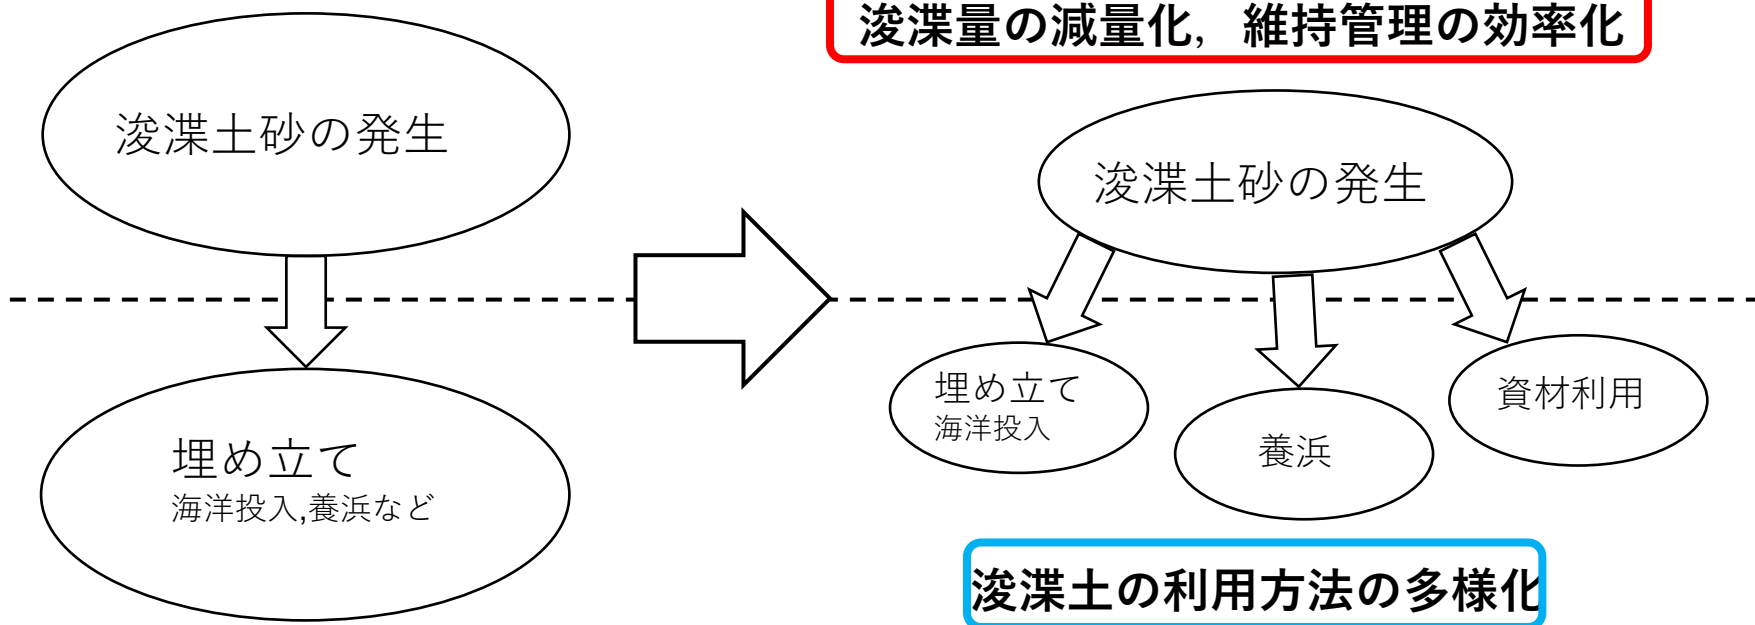 浚渫量の減量化，維持管理の効率化
浚渫土砂の発生
埋め立て
海洋投入,養浜など
浚渫土砂の発生
埋め立て
海洋投入
養浜
資材利用
浚渫土の利用方法の多様化